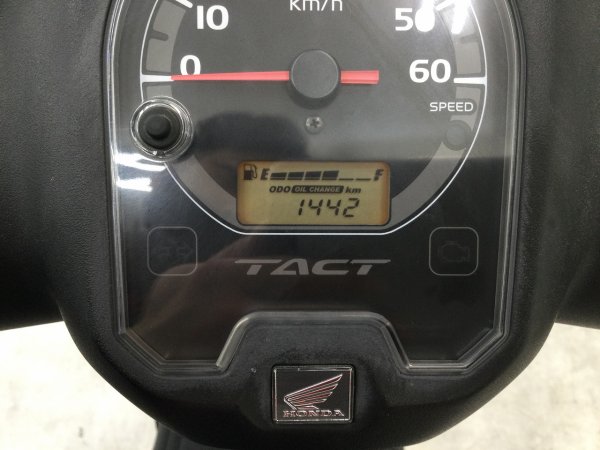 km/h
10 50
0 60
SPEED
E F
ODO OIL CHANGE km
1442
TACT
HONDA